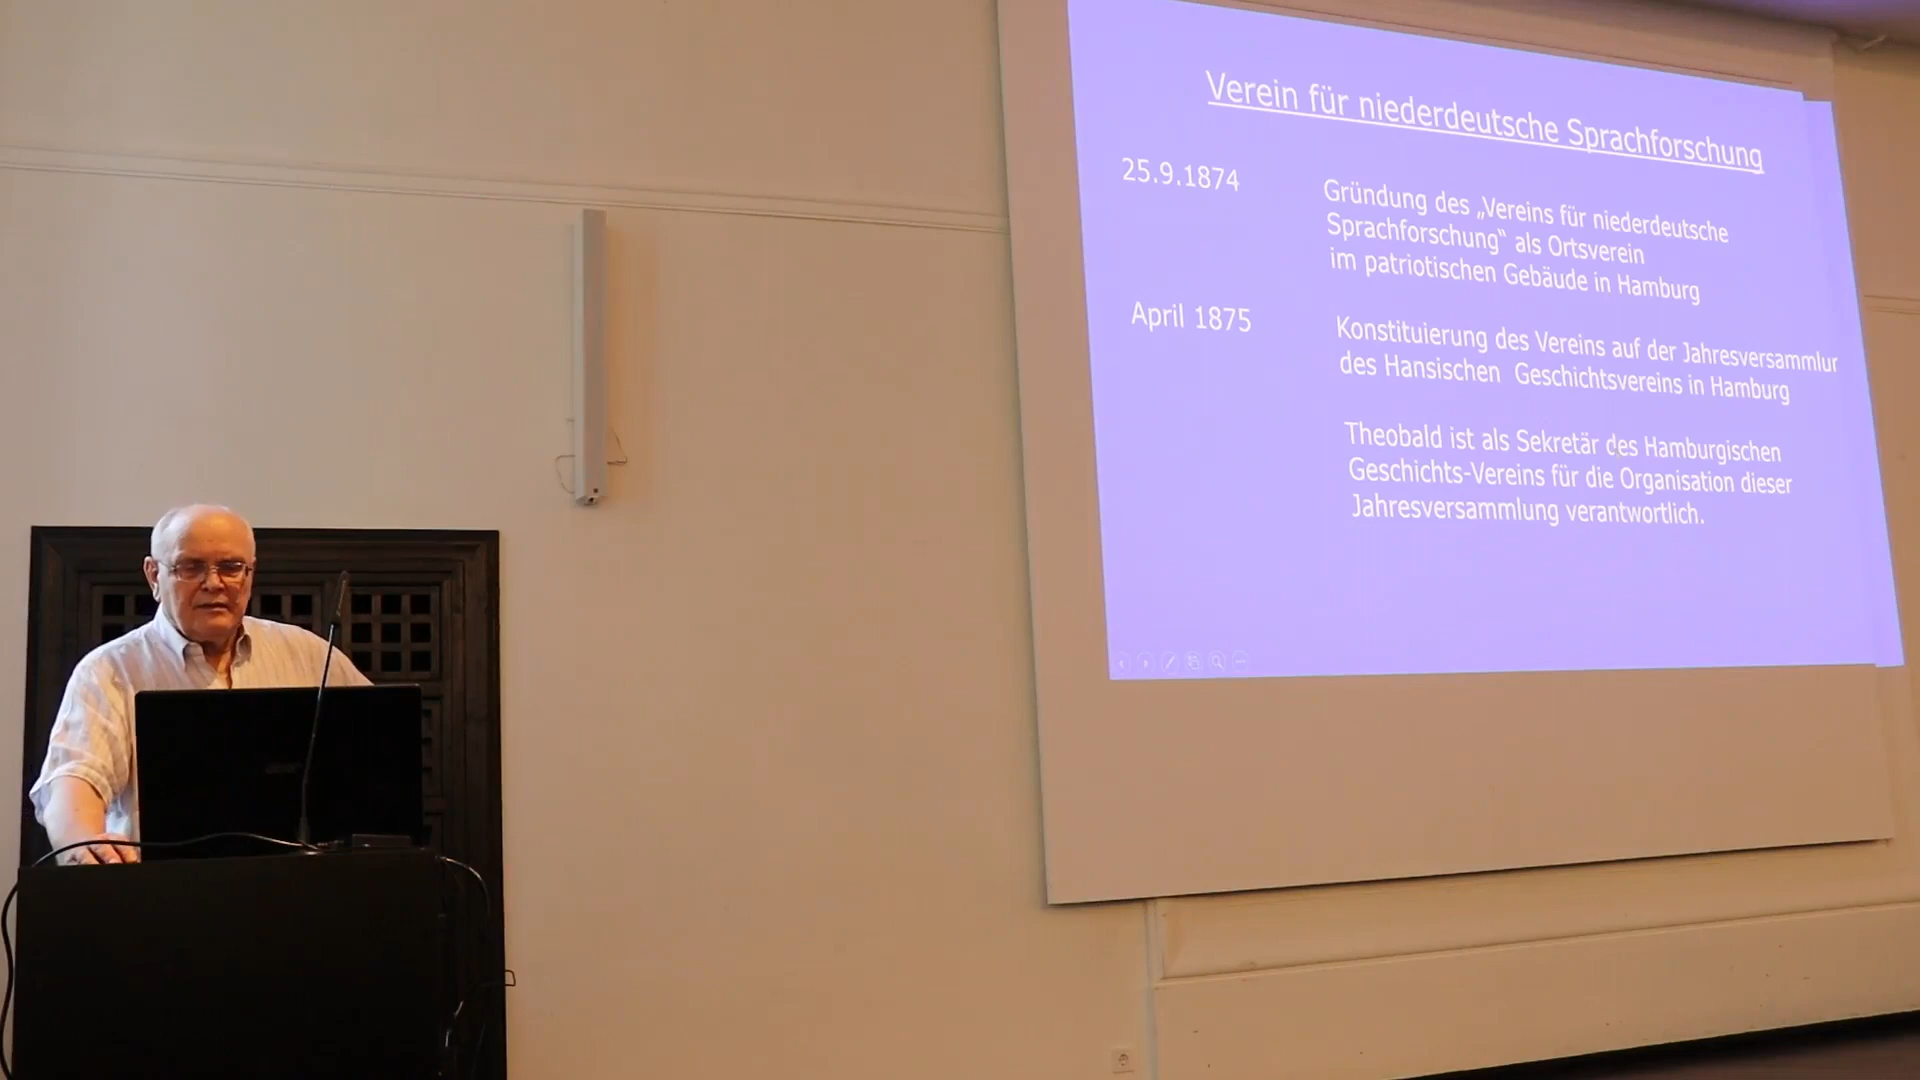 Verein für niederdeutsche Sprachforschung
25.9.1874
Gründung des „Vereins für niederdeutsche
Sprachforschung“ als Ortsverein
im patriotischen Gebäude in Hamburg
April 1875
Konstituierung des Vereins auf der Jahresversammlur
des Hansischen Geschichtsvereins in Hamburg
Theobald ist als Sekretär des Hamburgischen
Geschichts-Vereins für die Organisation dieser
Jahresversammlung verantwortlich.